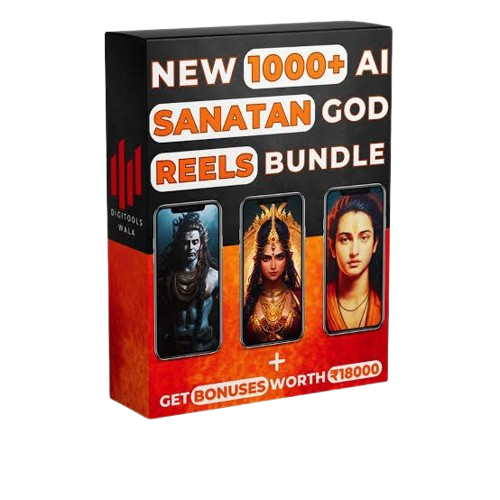 NEW 1000+ AI
SANATAN GOD
REELS BUNDLE
DIGITOOLS
WALA
+
GET BONUSES WORTH ₹18000